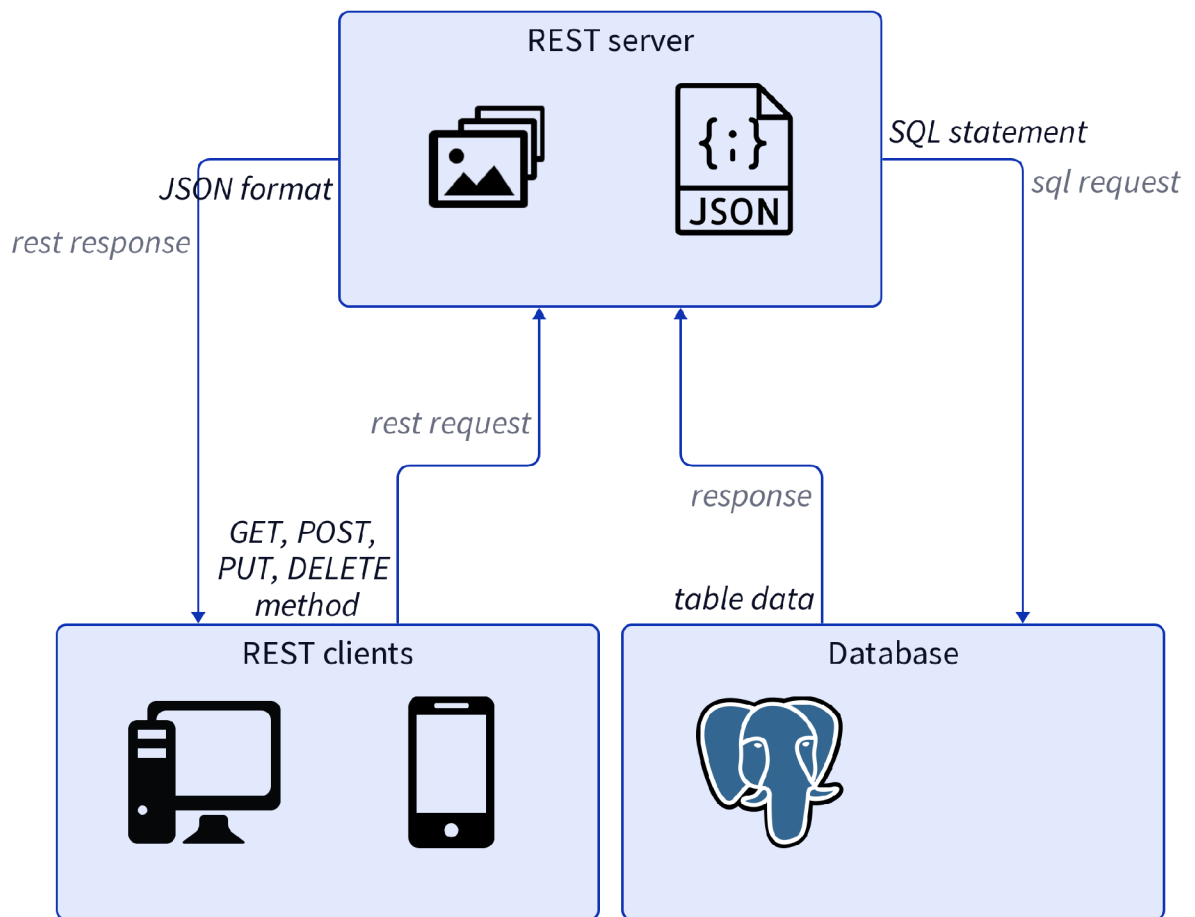 REST server
JSON
SQL statement
sql request
JSON format
rest response
rest request
response
GET, POST,
PUT, DELETE
method
table data
REST clients
Database